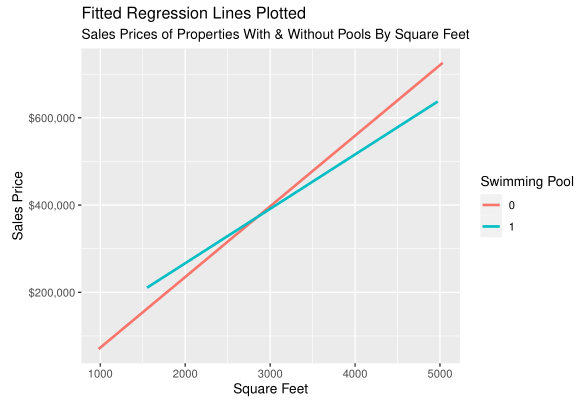 Fitted Regression Lines Plotted
Sales Prices of Properties With & Without Pools By Square Feet
$600,000
$400,000
$200,000
Sales Price
1000 2000 3000 4000 5000
Square Feet
Swimming Pool
0
1